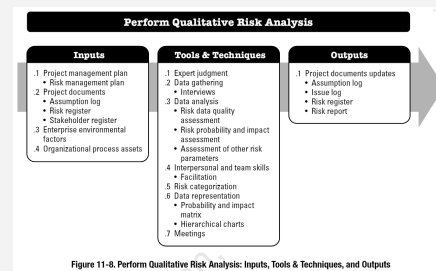 Perform Qualitative Risk Analysis
Inputs
.1 Project management plan
• Risk management plan
.2 Project documents
• Assumption log
• Risk register
• Stakeholder register
.3 Enterprise environmental
factors
.4 Organizational process assets
Tools & Techniques
.1 Expert judgment
.2 Data gathering
• Interviews
.3 Data analysis
• Risk data quality
assessment
• Risk probability and impact
assessment
• Assessment of other risk
parameters
.4 Interpersonal and team skills
• Facilitation
.5 Risk categorization
.6 Data representation
• Probability and impact
matrix
• Hierarchical charts
.7 Meetings
Outputs
.1 Project documents updates
• Assumption log
• Issue log
• Risk register
• Risk report
Figure 11-8. Perform Qualitative Risk Analysis: Inputs, Tools & Techniques, and Outputs